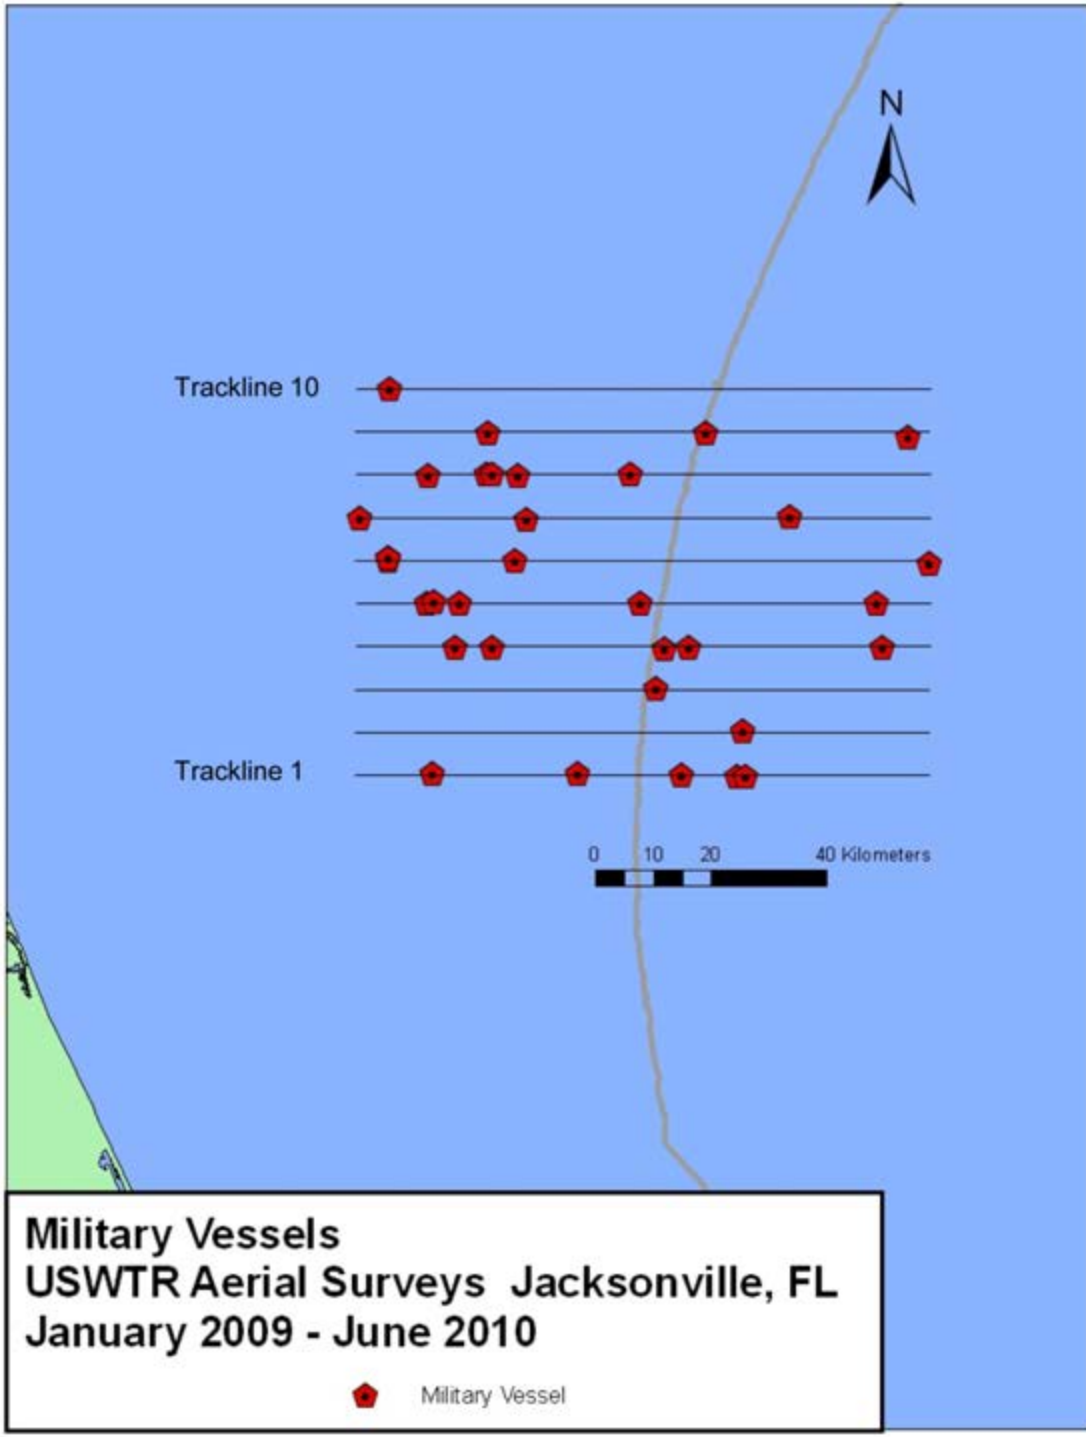 N
Trackline 10
Trackline 1
0 10 20 40 Kilometers
Military Vessels
USWTR Aerial Surveys Jacksonville, FL
January 2009 - June 2010
Military Vessel